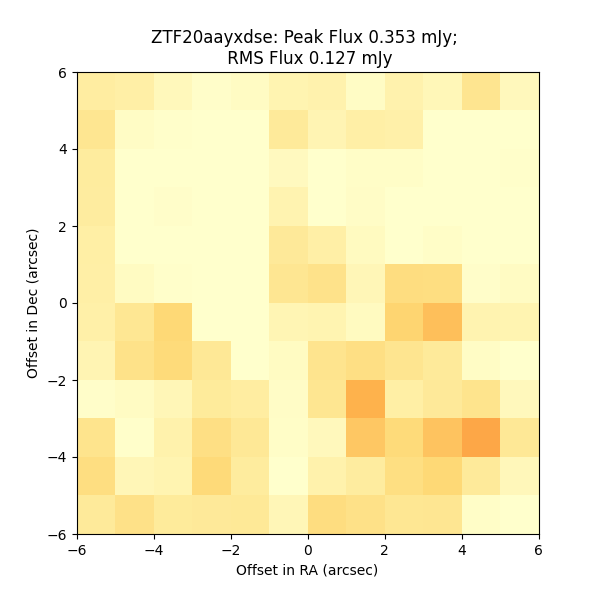 ZTF20aayxdse: Peak Flux 0.353 mJy;
RMS Flux 0.127 mJy
6
4
2
0
−2
−4
−6
Offset in Dec (arcsec)
−6 −4 −2 0 2 4 6
Offset in RA (arcsec)